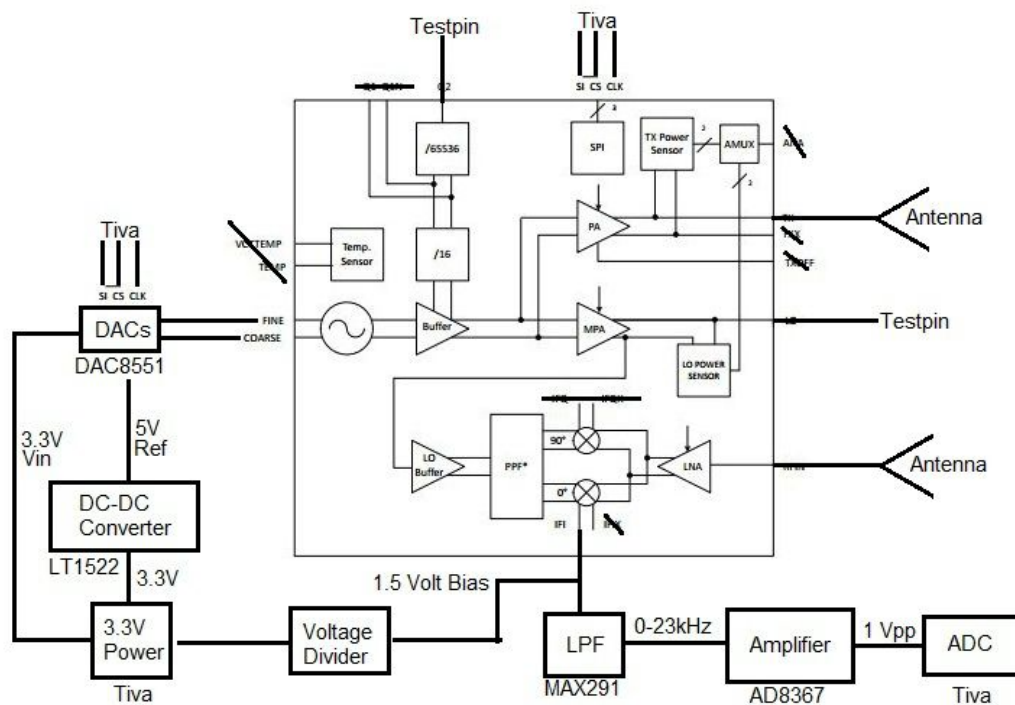 Testpin
Tiva
SI CS CLK
3
/65536
SPI
TX Power
Sensor
2
AMUX
2
Tiva
SI CS CLK
Temp.
Sensor
/16
PA
Antenna
DACs
DAC8551
FINE
COARSE
Buffer
MPA
LO POWER
SENSOR
Testpin
3.3V
Vin
5V
Ref
LO
Buffer
PPF*
90°
0°
LNA
Antenna
IFI
DC-DC
Converter
LT1522
3.3V
1.5 Volt Bias
3.3V
Power
Tiva
Voltage
Divider
LPF
MAX291
0-23kHz
Amplifier
AD8367
1 Vpp
ADC
Tiva